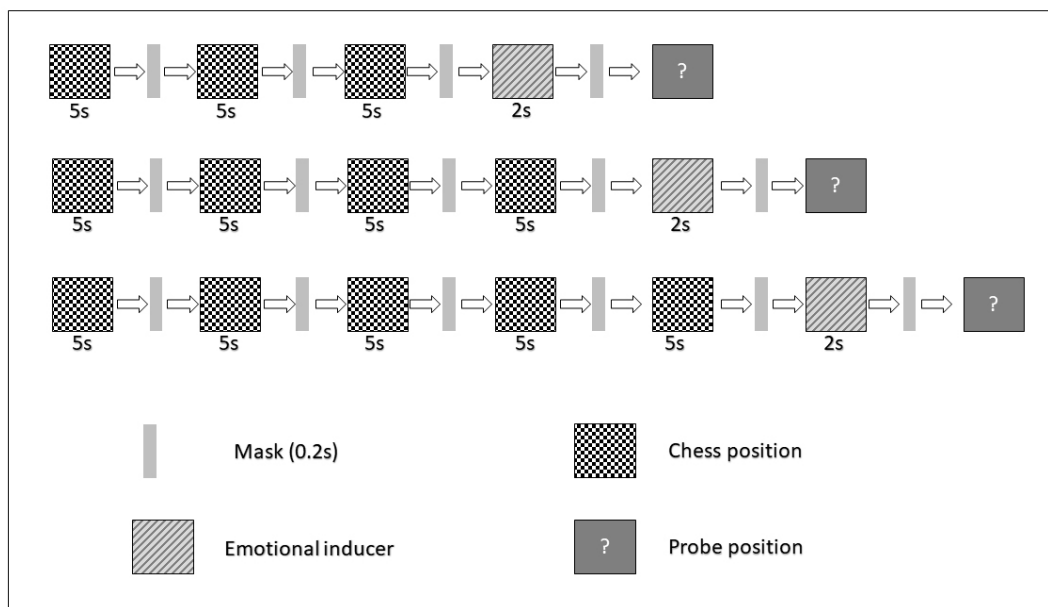 ?
5s 5s 5s 2s
?
5s 5s 5s 5s 2s
?
5s 5s 5s 5s 5s 2s
Mask (0.2s)
Chess position
Emotional inducer
?
Probe position